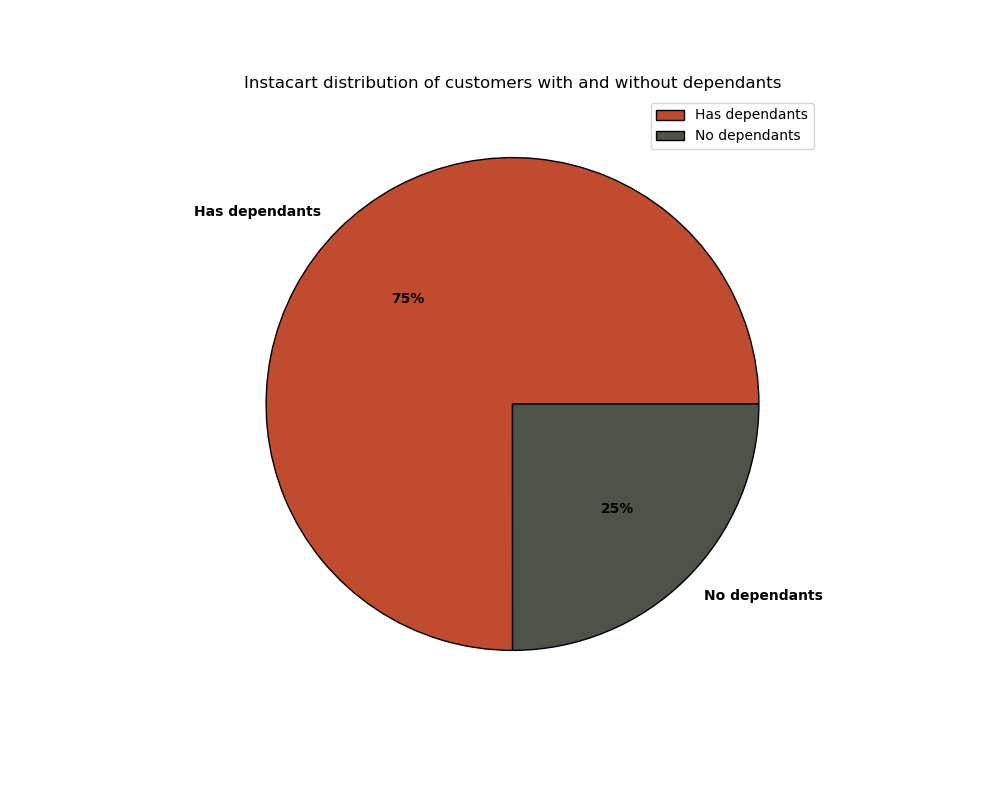 Instacart distribution of customers with and without dependants
Has dependants
No dependants
Has dependants
75%
25%
No dependants